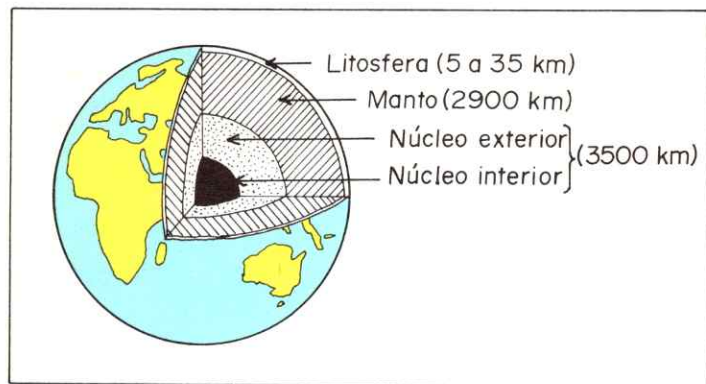 Litosfera (5 a 35 km)
Manto (2900 km)
Núcleo exterior
Núcleo interior
(3500 km)